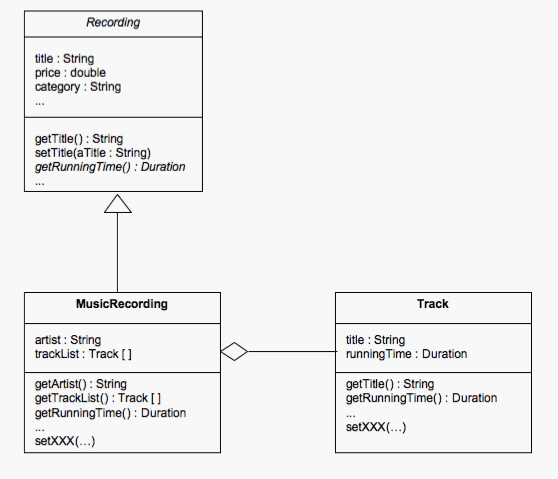 Recording
title : String
price : double
category : String
...
getTitle() : String
setTitle(aTitle : String)
getRunningTime() : Duration
...
MusicRecording
artist : String
trackList : Track [ ]
getArtist() : String
getTrackList() : Track [ ]
getRunningTime() : Duration
...
setXXX(…)
Track
title : String
runningTime : Duration
getTitle() : String
getRunningTime() : Duration
...
setXXX(…)